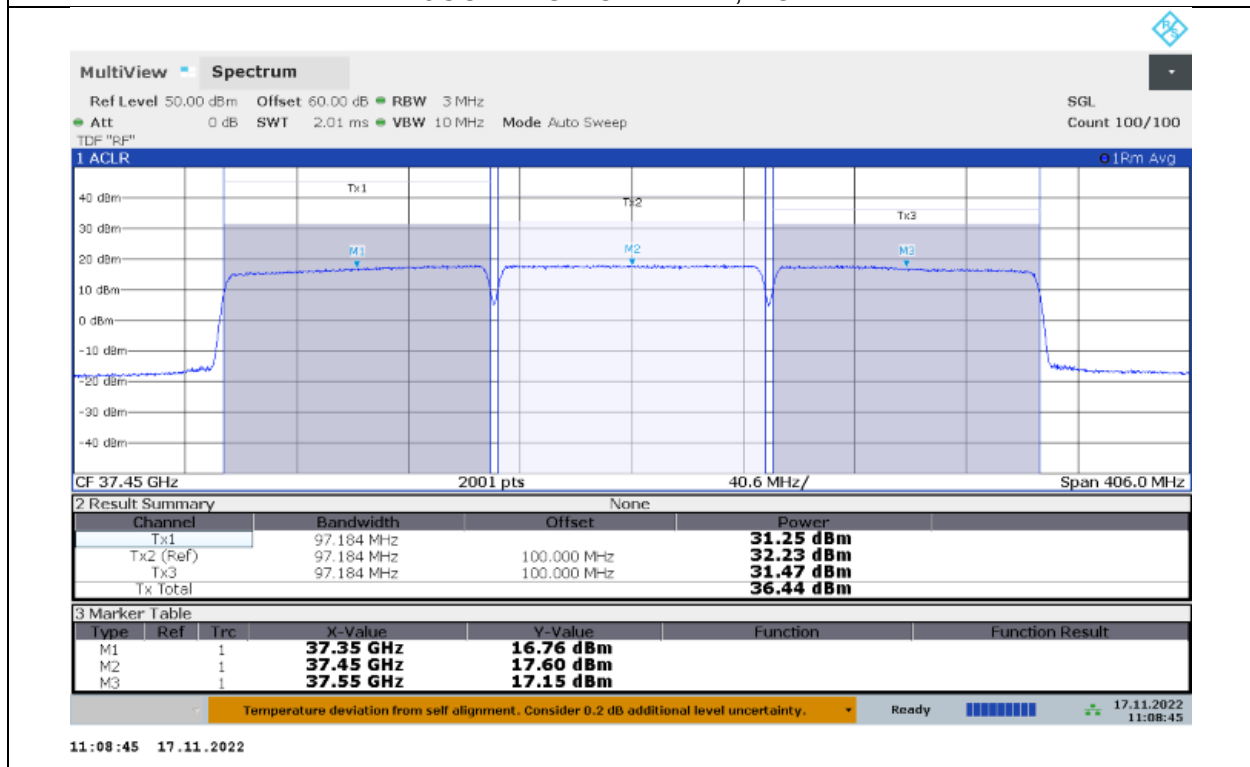 R&S
MultiView Spectrum
Ref Level 50.00 dBm Offset 60.00 dB RBW 3 MHz SGL
Att 0 dB SWT 2.01 ms VBW 10 MHz Mode Auto Sweep Count 100/100
TDF "RF"
1 ACLR 1Rm Avg
40 dBm
Tx1
Tx2
Tx3
30 dBm
M1
M2
M3
20 dBm
10 dBm
0 dBm
-10 dBm
-20 dBm
-30 dBm
-40 dBm
CF 37.45 GHz 2001 pts 40.6 MHz/ Span 406.0 MHz
2 Result Summary None
Channel Bandwidth Offset Power
Tx1 97.184 MHz 31.25 dBm
Tx2 (Ref) 97.184 MHz 100.000 MHz 32.23 dBm
Tx3 97.184 MHz 100.000 MHz 31.47 dBm
Tx Total 36.44 dBm
3 Marker Table
Type Ref Trc X-Value Y-Value Function Function Result
M1 1 37.35 GHz 16.76 dBm
M2 1 37.45 GHz 17.60 dBm
M3 1 37.55 GHz 17.15 dBm
Temperature deviation from self alignment. Consider 0.2 dB additional level uncertainty. Ready 17.11.2022
11:08:45
11:08:45 17.11.2022